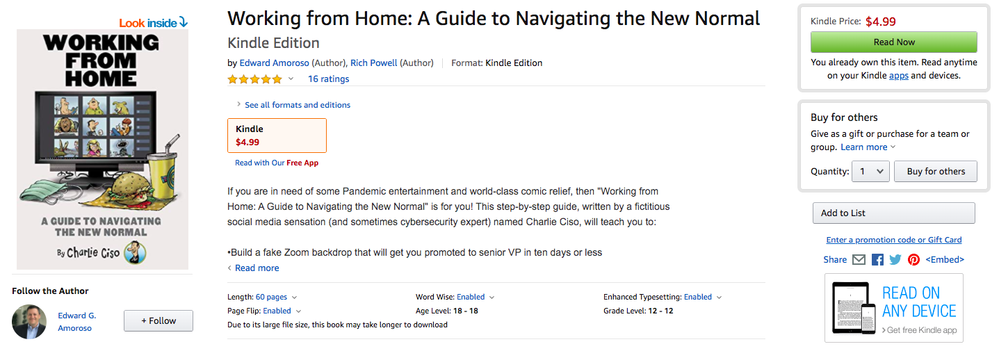 Look inside
WORKING
FROM
HOME
A GUIDE TO NAVIGATING
THE NEW NORMAL
By Charlie Ciso
Follow the Author
Edward G.
Amoroso
+ Follow
Working from Home: A Guide to Navigating the New Normal
Kindle Edition
by Edward Amoroso (Author), Rich Powell (Author) Format: Kindle Edition
16 ratings
› See all formats and editions
Kindle
$4.99
Read with Our Free App
If you are in need of some Pandemic entertainment and world-class comic relief, then "Working from
Home: A Guide to Navigating the New Normal" is for you! This step-by-step guide, written by a fictitious
social media sensation (and sometimes cybersecurity expert) named Charlie Ciso, will teach you to:
•Build a fake Zoom backdrop that will get you promoted to senior VP in ten days or less
‹ Read more
Length: 60 pages Word Wise: Enabled Enhanced Typesetting: Enabled
Page Flip: Enabled Age Level: 18 - 18 Grade Level: 12 - 12
Due to its large file size, this book may take longer to download
Kindle Price: $4.99
Read Now
You already own this item. Read anytime
on your Kindle apps and devices.
Buy for others
Give as a gift or purchase for a team or
group. Learn more
Quantity: 1 Buy for others
Add to List
Enter a promotion code or Gift Card
Share <Embed>
READ ON
ANY DEVICE
› Get free Kindle app